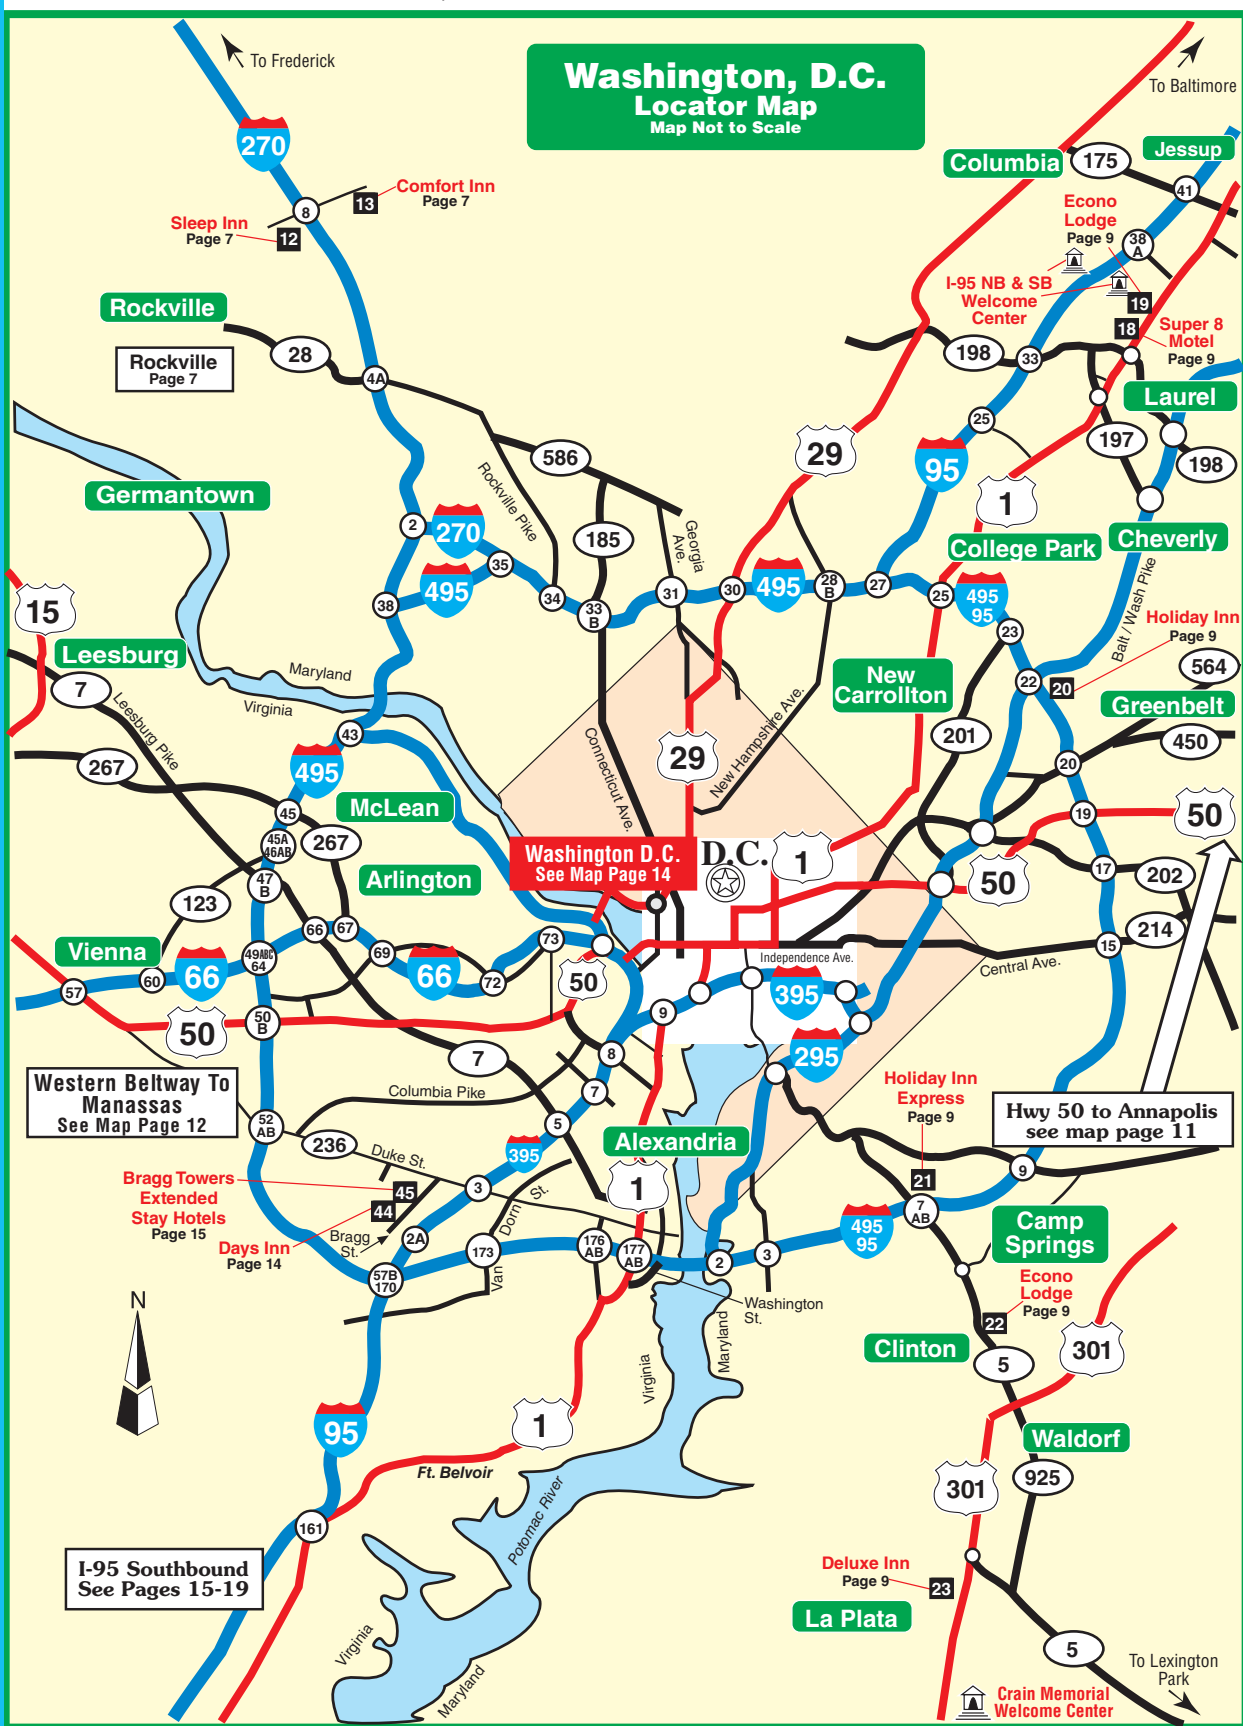 Washington, D.C.
Locator Map
Map Not to Scale
To Frederick
To Baltimore
270
Columbia
175
Jessup
41
8
13
Comfort Inn
Page 7
Sleep Inn
Page 7
12
Econo
Lodge
Page 9
38
A
I-95 NB & SB
Welcome
Center
19
18
Super 8
Motel
Page 9
Rockville
28
Rockville
Page 7
4A
198
33
Laurel
25
197
198
29
95
1
586
Rockville Pike
Germantown
185
Georgia
Ave.
College Park
Cheverly
2
270
35
495
38
34
33
B
31
30
495
28
B
27
25
495
95
23
Balt / Wash Pike
Holiday Inn
Page 9
20
22
564
15
Leesburg
7
Leesburg Pike
Maryland
Virginia
New
Carrollton
Greenbelt
450
201
43
267
495
Connecticut Ave.
29
New Hampshire Ave.
20
19
50
45
McLean
45A
46AB
267
Washington D.C.
See Map Page 14
D.C.
1
47
B
Arlington
50
17
202
123
66
67
214
Vienna
49ABC
64
69
73
15
Independence Ave.
Central Ave.
57
60
66
66
72
50
395
50
50
B
9
295
7
8
Western Beltway To
Manassas
See Map Page 12
Columbia Pike
7
Holiday Inn
Express
Page 9
Hwy 50 to Annapolis
see map page 11
52
AB
5
236
Duke St.
395
Alexandria
9
Bragg Towers
Extended
Stay Hotels
Page 15
45
44
3
1
21
7
AB
Days Inn
Page 14
Bragg
St.
2A
Van Dorn St.
173
176
AB
177
AB
2
3
495
95
Camp
Springs
57B
170
Econo
Lodge
Page 9
22
Washington
St.
N
Virginia
Maryland
Clinton
5
301
95
1
Waldorf
Ft. Belvoir
301
925
161
Potomac River
I-95 Southbound
See Pages 15-19
Deluxe Inn
Page 9
23
La Plata
Virginia
Maryland
5
To Lexington
Park
Crain Memorial
Welcome Center